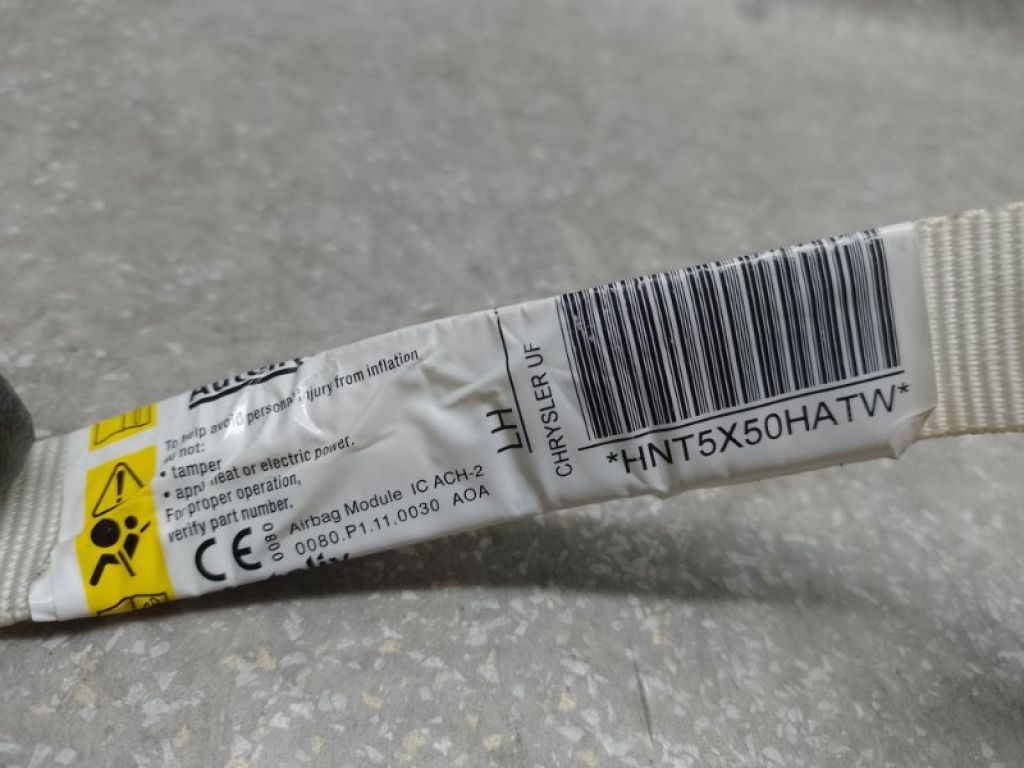 To help avoid personal injury from inflation
do not:
• tamper
• apply heat or electric power.
For proper operation,
verify part number.
CE
0080
Airbag Module IC ACH-2
0080.P1.11.0030 AOA
LH
CHRYSLER UF
*HNT5X50HATW*